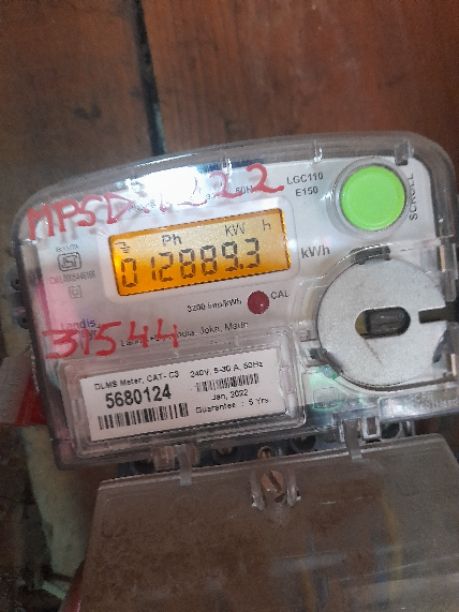 LGC110
E150
SCROLL
Ph KW h
012889.3
kWh
3200 imp/kWh CAL
Landis
31544
DLMS Meter, CAT- C3 240V, 5-30 A, 50Hz
5680124
Jan, 2022
Guarantee : 5 Yrs